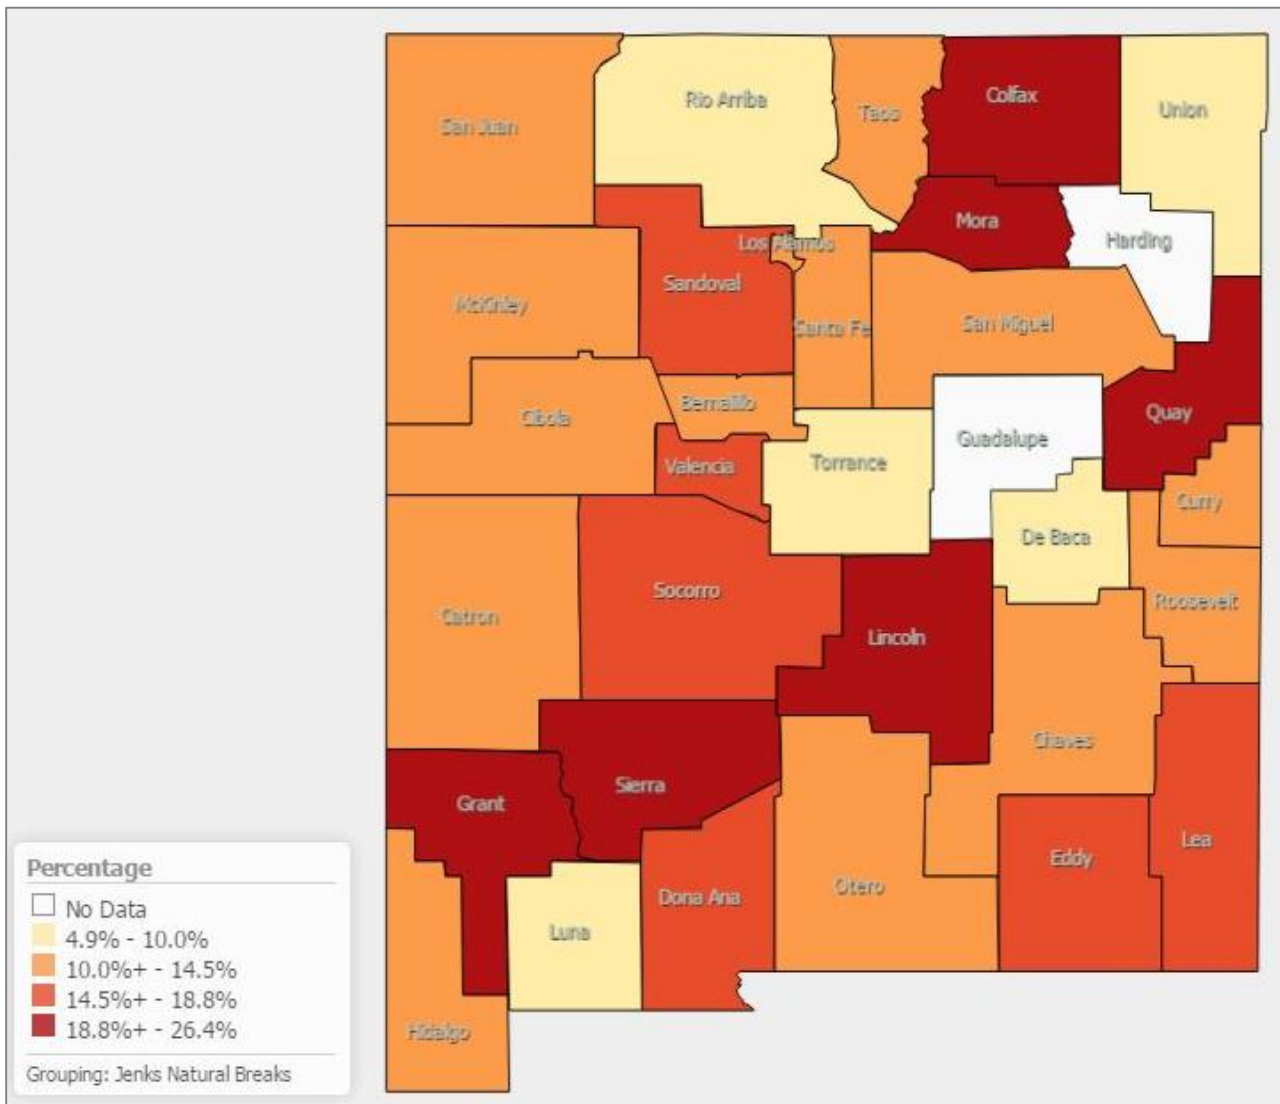 Colfax
Rio Arriba
Union
Taos
San Juan
Mora
Harding
Los Alamos
Sandoval
McKinley
San Miguel
Santa Fe
Bernalillo
Quay
Cibola
Guadalupe
Torrance
Valencia
Curry
De Baca
Socorro
Roosevelt
Catron
Lincoln
Chaves
Sierra
Grant
Lea
Eddy
Otero
Dona Ana
Luna
Hidalgo
Percentage
No Data
4.9% - 10.0%
10.0%+ - 14.5%
14.5%+ - 18.8%
18.8%+ - 26.4%
Grouping: Jenks Natural Breaks